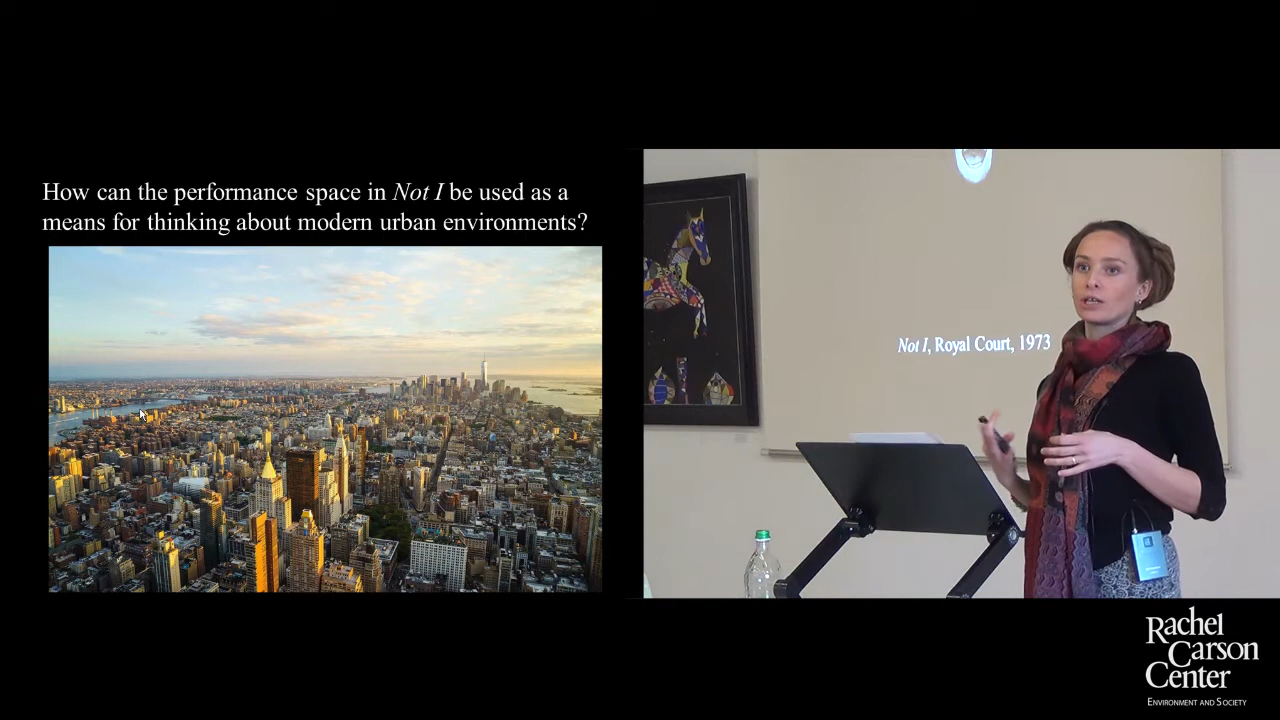 How can the performance space in Not I be used as a
means for thinking about modern urban environments?
Not I, Royal Court, 1973
Rachel
Carson
Center
ENVIRONMENT AND SOCIETY